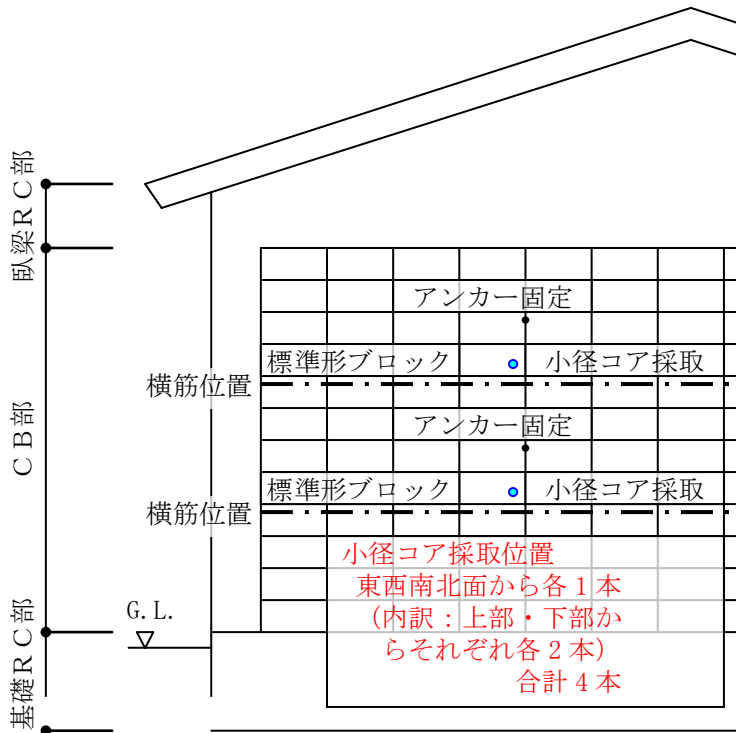 臥梁ＲＣ部
ＣＢ部
基礎ＲＣ部
アンカー固定
標準形ブロック
小径コア採取
横筋位置
アンカー固定
標準形ブロック
小径コア採取
横筋位置
G.L.
小径コア採取位置
東西南北面から各１本
（内訳：上部・下部か
らそれぞれ各２本）
合計４本